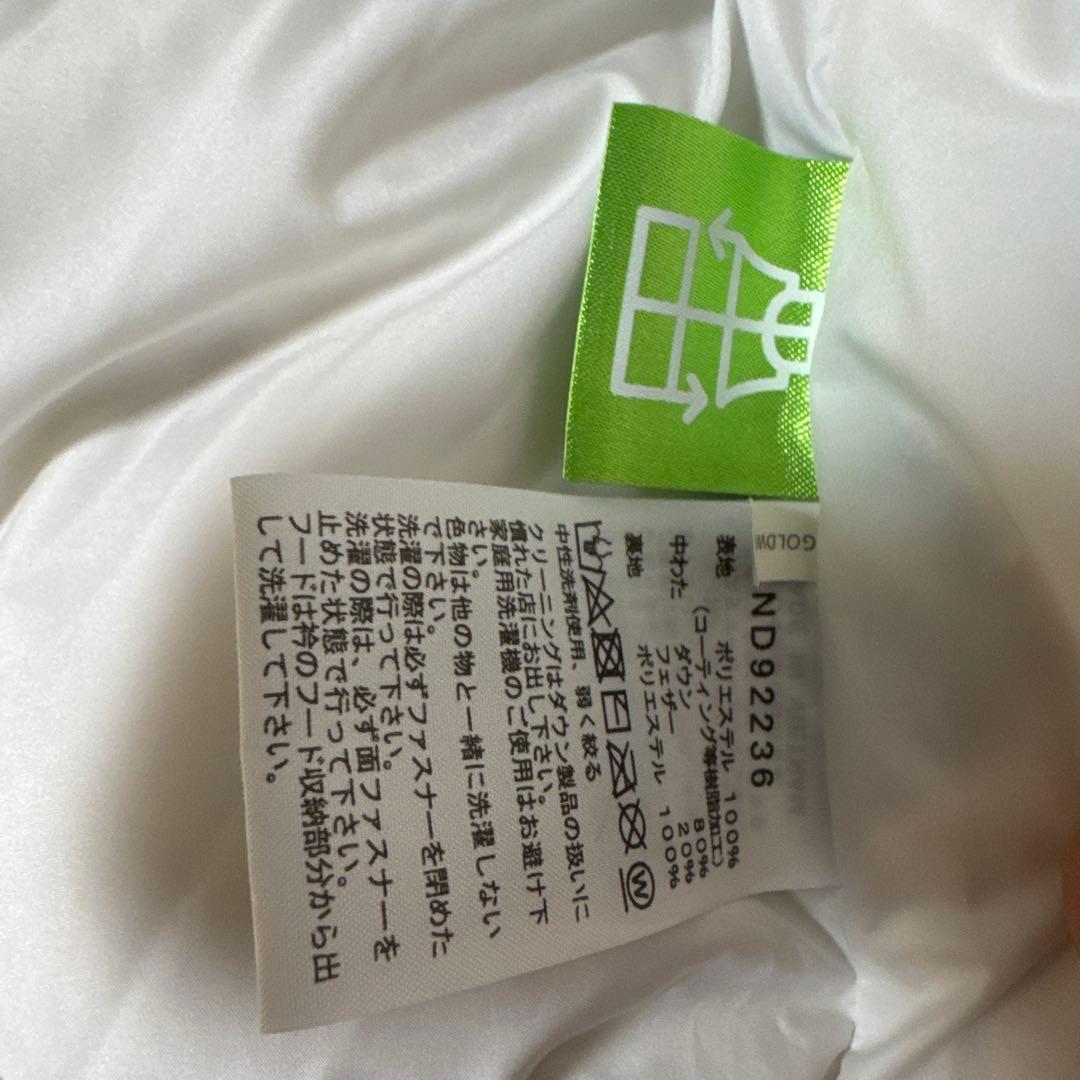 GOLDW
ND92236
表地 ポリエステル 100%
(コーティング等樹脂加工)
中わた ダウン 80%
フェザー 20%
裏地 ポリエステル 100%
W
中性洗剤使用、弱く絞る
クリーニングはダウン製品の扱いに
慣れた店にお出し下さい。
家庭用洗濯機のご使用はお避け下
さい。
色物は他の物と一緒に洗濯しない
で下さい。
洗濯の際は必ずファスナーを閉めた
状態で行って下さい。
洗濯の際は、必ず面ファスナーを
止めた状態で行って下さい。
フードは衿のフード収納部分から出
して洗濯して下さい。